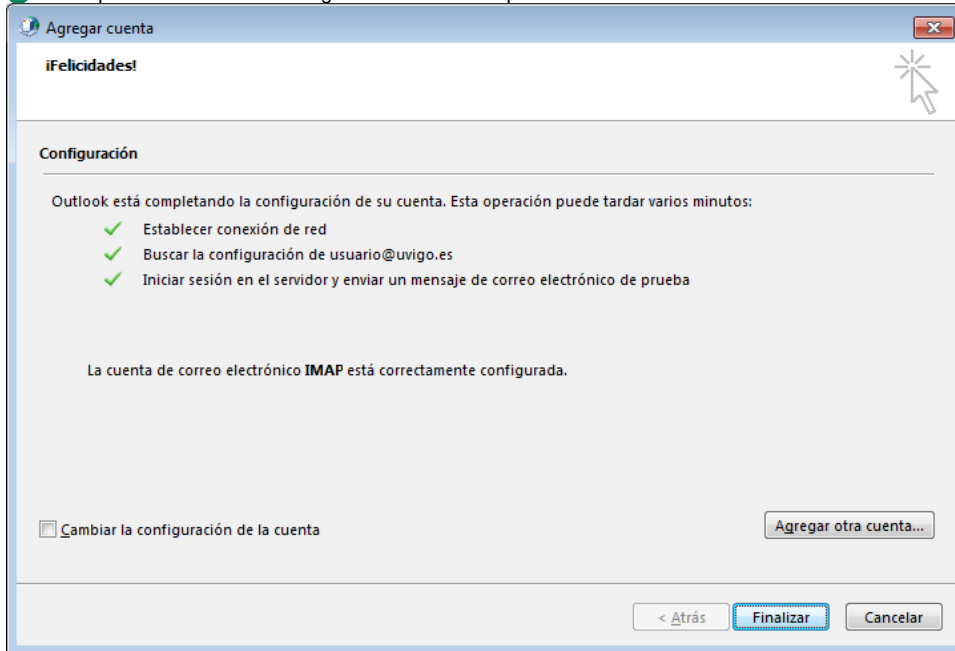 Agregar cuenta
¡Felicidades!
Configuración
Outlook está completando la configuración de su cuenta. Esta operación puede tardar varios minutos:
Establecer conexión de red
Buscar la configuración de usuario@uvigo.es
Iniciar sesión en el servidor y enviar un mensaje de correo electrónico de prueba
La cuenta de correo electrónico IMAP está correctamente configurada.
Cambiar la configuración de la cuenta
Agregar otra cuenta...
< Atrás
Finalizar
Cancelar